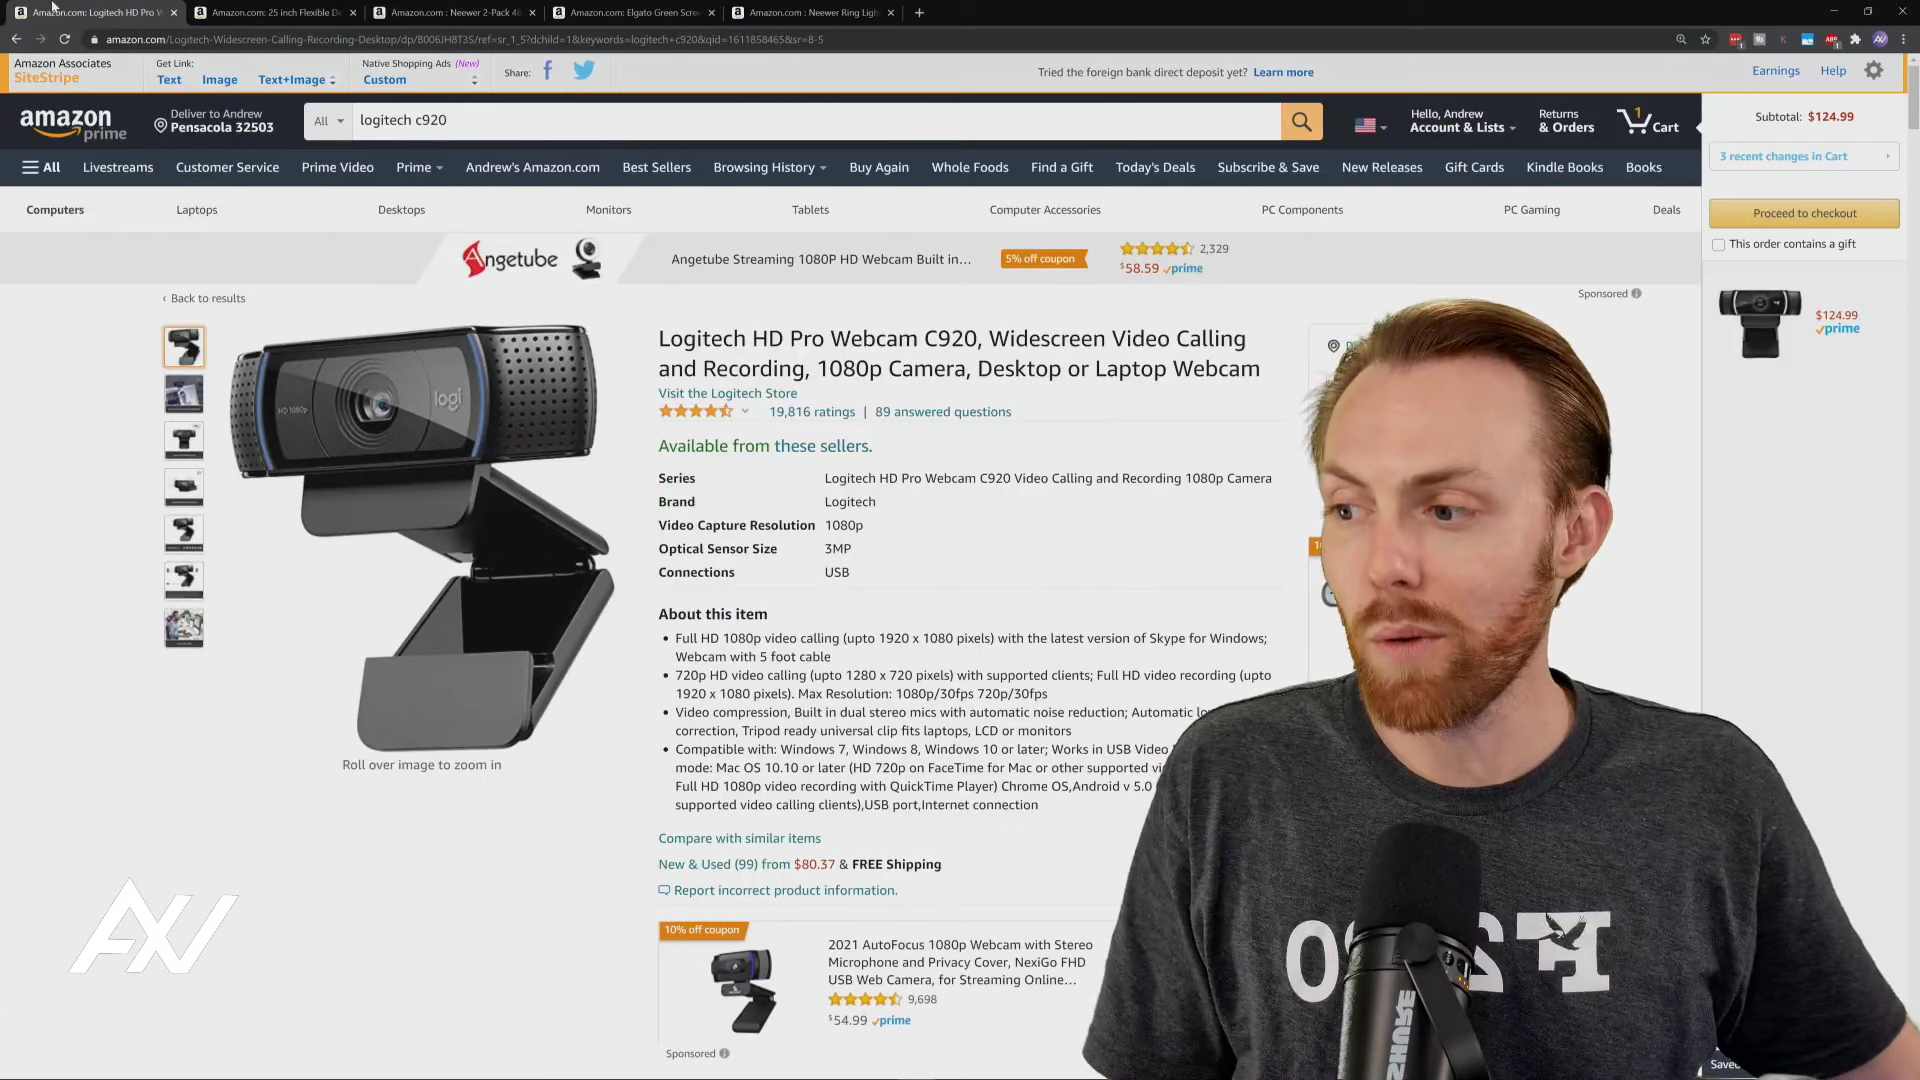 Amazon.com: Logitech HD Pro W
Amazon.com: 25 inch Flexible De
Amazon.com : Neewer 2-Pack 48
Amazon.com: Elgato Green Scree
Amazon.com : Neewer Ring Ligh
amazon.com/Logitech-Widescreen-Calling-Recording-Desktop/dp/B006JH8T3S/ref=sr_1_5?dchild=1&keywords=logitech+c920&qid=1611858465&sr=8-5
Amazon Associates
SiteStripe
Get Link:
Text Image Text+Image
Native Shopping Ads (New)
Custom
Share:
Tried the foreign bank direct deposit yet? Learn more
Earnings Help
amazon
prime
Deliver to Andrew
Pensacola 32503
All
logitech c920
Hello, Andrew
Account & Lists
Returns
& Orders
1
Cart
Subtotal: $124.99
3 recent changes in Cart
Proceed to checkout
This order contains a gift
$124.99
prime
All Livestreams Customer Service Prime Video Prime Andrew's Amazon.com Best Sellers Browsing History Buy Again Whole Foods Find a Gift Today's Deals Subscribe & Save New Releases Gift Cards Kindle Books Books
Computers Laptops Desktops Monitors Tablets Computer Accessories PC Components PC Gaming Deals
Angetube
Angetube Streaming 1080P HD Webcam Built in…
5% off coupon
2,329
$58.59 prime
Sponsored
‹ Back to results
HD 1080p
logi
Roll over image to zoom in
Logitech HD Pro Webcam C920, Widescreen Video Calling
and Recording, 1080p Camera, Desktop or Laptop Webcam
Visit the Logitech Store
19,816 ratings | 89 answered questions
Available from these sellers.
Series Logitech HD Pro Webcam C920 Video Calling and Recording 1080p Camera
Brand Logitech
Video Capture Resolution 1080p
Optical Sensor Size 3MP
Connections USB
About this item
• Full HD 1080p video calling (upto 1920 x 1080 pixels) with the latest version of Skype for Windows;
Webcam with 5 foot cable
• 720p HD video calling (upto 1280 x 720 pixels) with supported clients; Full HD video recording (upto
1920 x 1080 pixels). Max Resolution: 1080p/30fps 720p/30fps
• Video compression, Built in dual stereo mics with automatic noise reduction; Automatic lo
correction, Tripod ready universal clip fits laptops, LCD or monitors
• Compatible with: Windows 7, Windows 8, Windows 10 or later; Works in USB Video
mode: Mac OS 10.10 or later (HD 720p on FaceTime for Mac or other supported vi
Full HD 1080p video recording with QuickTime Player) Chrome OS,Android v 5.0
supported video calling clients),USB port,Internet connection
Compare with similar items
New & Used (99) from $80.37 & FREE Shipping
Report incorrect product information.
10% off coupon
2021 AutoFocus 1080p Webcam with Stereo
Microphone and Privacy Cover, NexiGo FHD
USB Web Camera, for Streaming Online…
9,698
$54.99 prime
Sponsored
SHURE
Saved